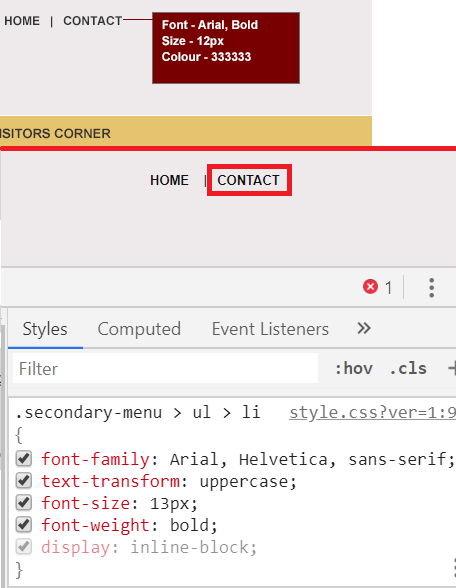 HOME | CONTACT
Font - Arial, Bold
Size - 12px
Colour - 333333
ISITORS CORNER
HOME | CONTACT
1
Styles Computed Event Listeners »
Filter :hov .cls +
.secondary-menu > ul > li style.css?ver=1:9
{
font-family: Arial, Helvetica, sans-serif;
text-transform: uppercase;
font-size: 13px;
font-weight: bold;
display: inline-block;
}